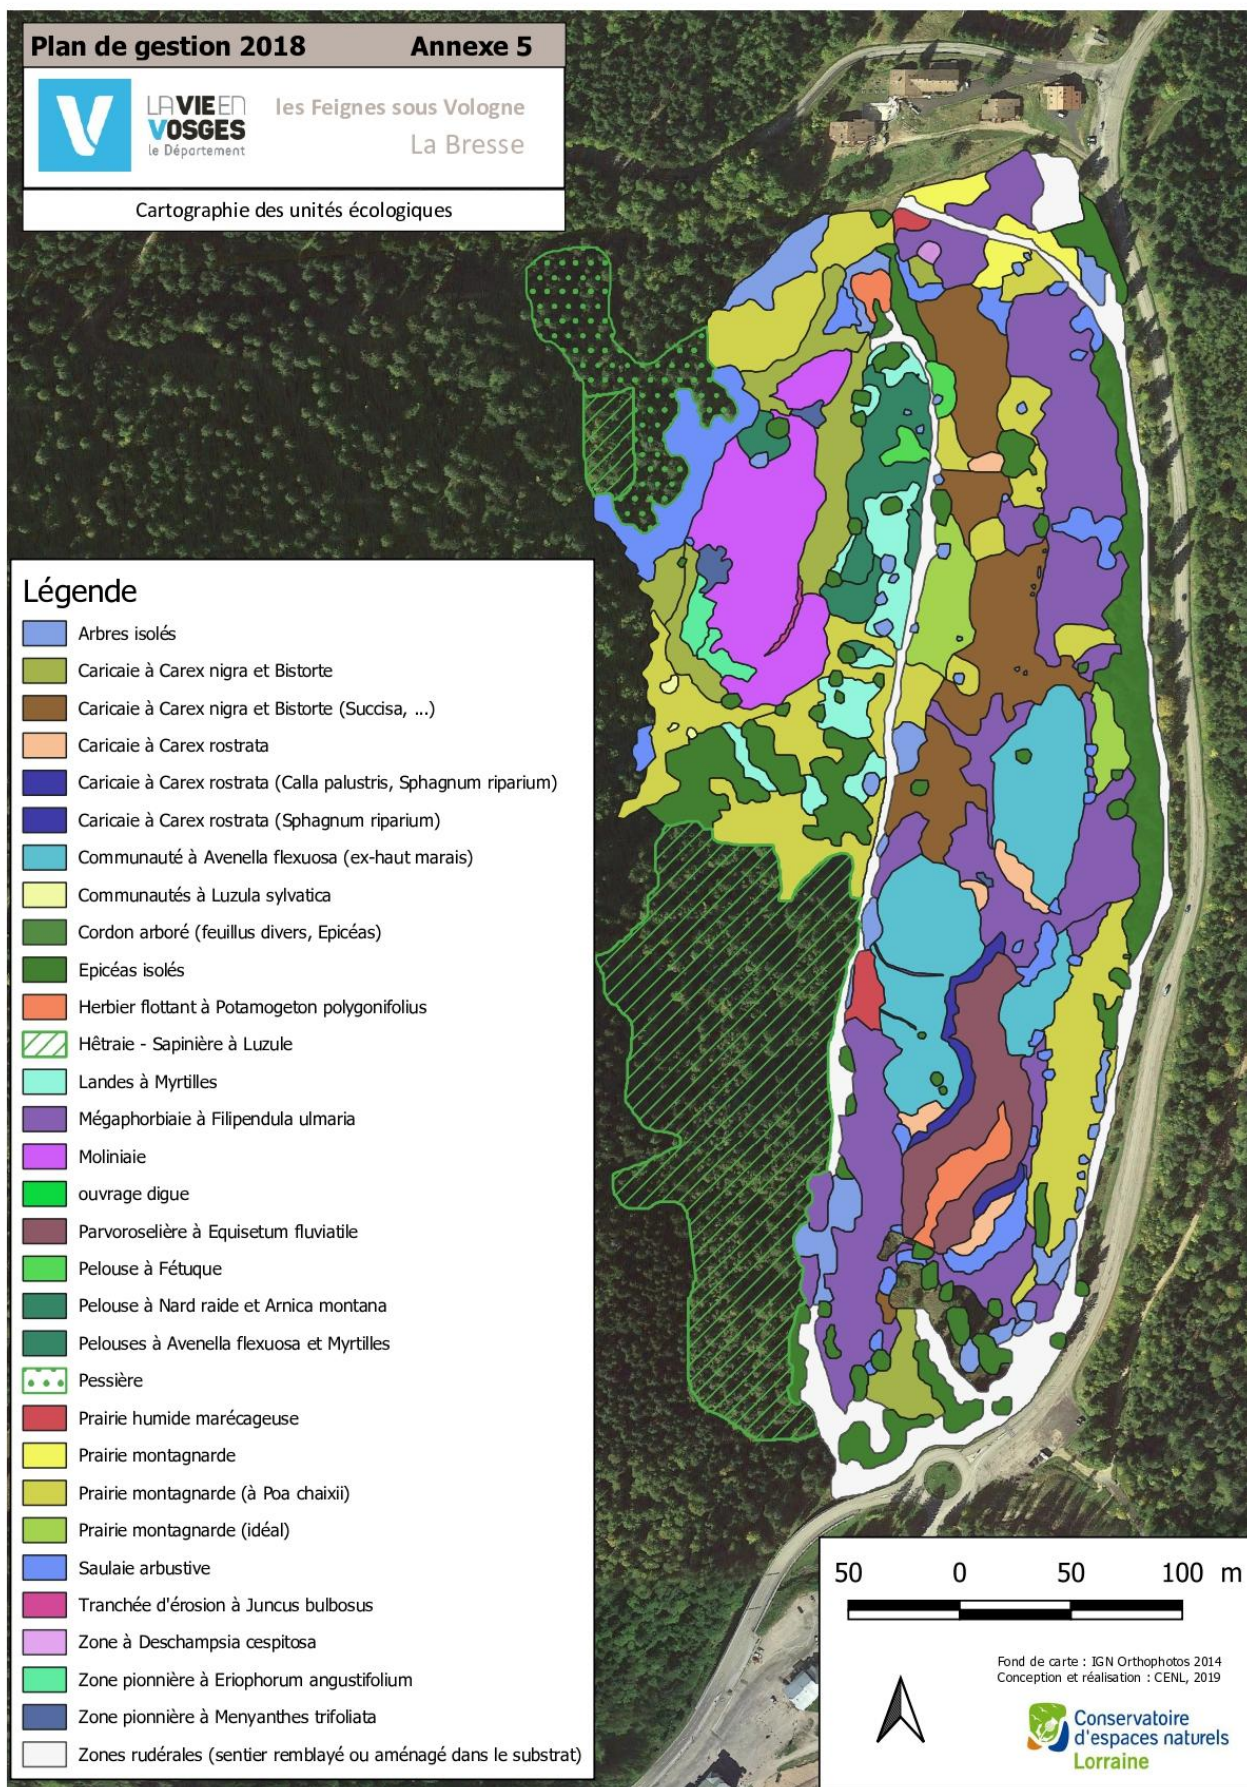 Plan de gestion 2018 Annexe 5
LA VIE EN
VOSGES
le Département
les Feignes sous Vologne
La Bresse
Cartographie des unités écologiques
Légende
Arbres isolés
Caricaie à Carex nigra et Bistorte
Caricaie à Carex nigra et Bistorte (Succisa, ...)
Caricaie à Carex rostrata
Caricaie à Carex rostrata (Calla palustris, Sphagnum riparium)
Caricaie à Carex rostrata (Sphagnum riparium)
Communauté à Avenella flexuosa (ex-haut marais)
Communautés à Luzula sylvatica
Cordon arboré (feuillus divers, Epicéas)
Epicéas isolés
Herbier flottant à Potamogeton polygonifolius
Hêtraie - Sapinière à Luzule
Landes à Myrtilles
Mégaphorbiaie à Filipendula ulmaria
Moliniaie
ouvrage digue
Parvoroselière à Equisetum fluviatile
Pelouse à Fétuque
Pelouse à Nard raide et Arnica montana
Pelouses à Avenella flexuosa et Myrtilles
Pessière
Prairie humide marécageuse
Prairie montagnarde
Prairie montagnarde (à Poa chaixii)
Prairie montagnarde (idéal)
Saulaie arbustive
Tranchée d'érosion à Juncus bulbosus
Zone à Deschampsia cespitosa
Zone pionnière à Eriophorum angustifolium
Zone pionnière à Menyanthes trifoliata
Zones rudérales (sentier remblayé ou aménagé dans le substrat)
50 0 50 100 m
Fond de carte : IGN Orthophotos 2014
Conception et réalisation : CENL, 2019
Conservatoire
d'espaces naturels
Lorraine